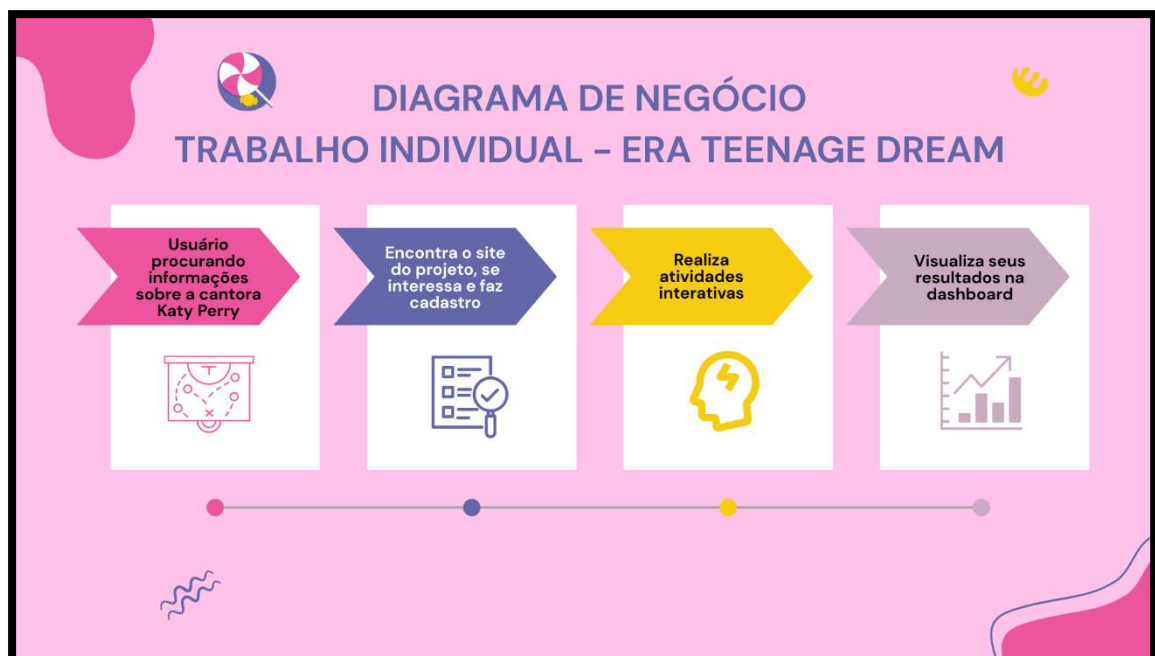 DIAGRAMA DE NEGÓCIO
TRABALHO INDIVIDUAL - ERA TEENAGE DREAM
Usuário
procurando
informações
sobre a cantora
Katy Perry
Encontra o site
do projeto, se
interessa e faz
cadastro
Realiza
atividades
interativas
Visualiza seus
resultados na
dashboard